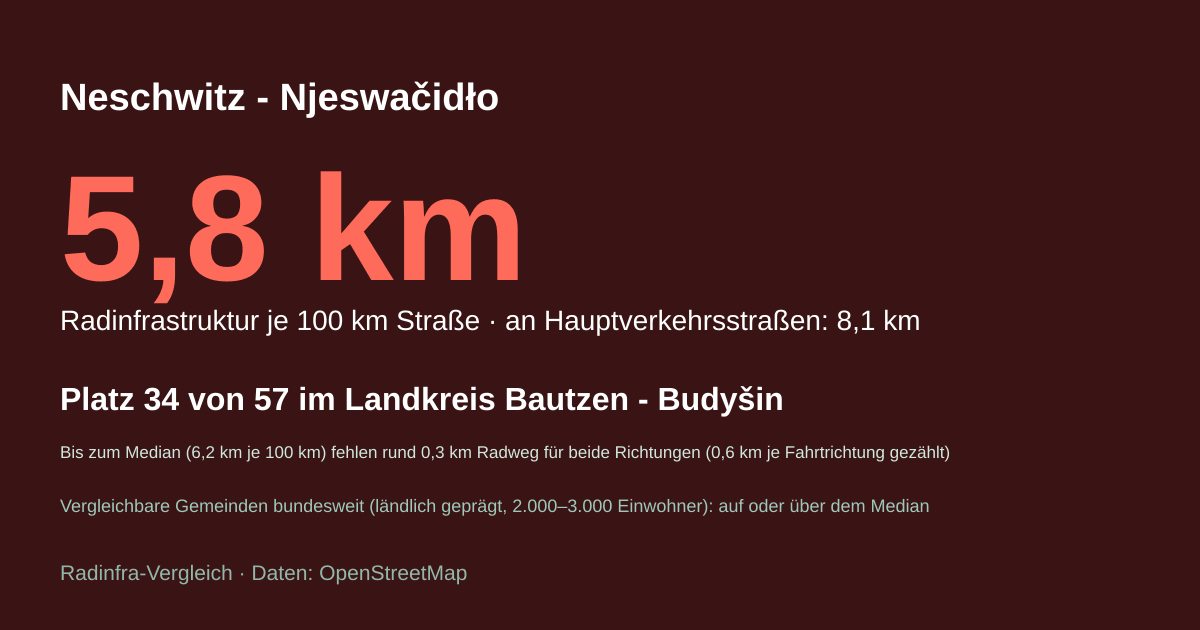 Neschwitz - Njeswačidło
5,8 km
Radinfrastruktur je 100 km Straße · an Hauptverkehrsstraßen: 8,1 km
Platz 34 von 57 im Landkreis Bautzen - Budyšin
Bis zum Median (6,2 km je 100 km) fehlen rund 0,3 km Radweg für beide Richtungen (0,6 km je Fahrtrichtung gezählt)
Vergleichbare Gemeinden bundesweit (ländlich geprägt, 2.000–3.000 Einwohner): auf oder über dem Median
Radinfra-Vergleich · Daten: OpenStreetMap